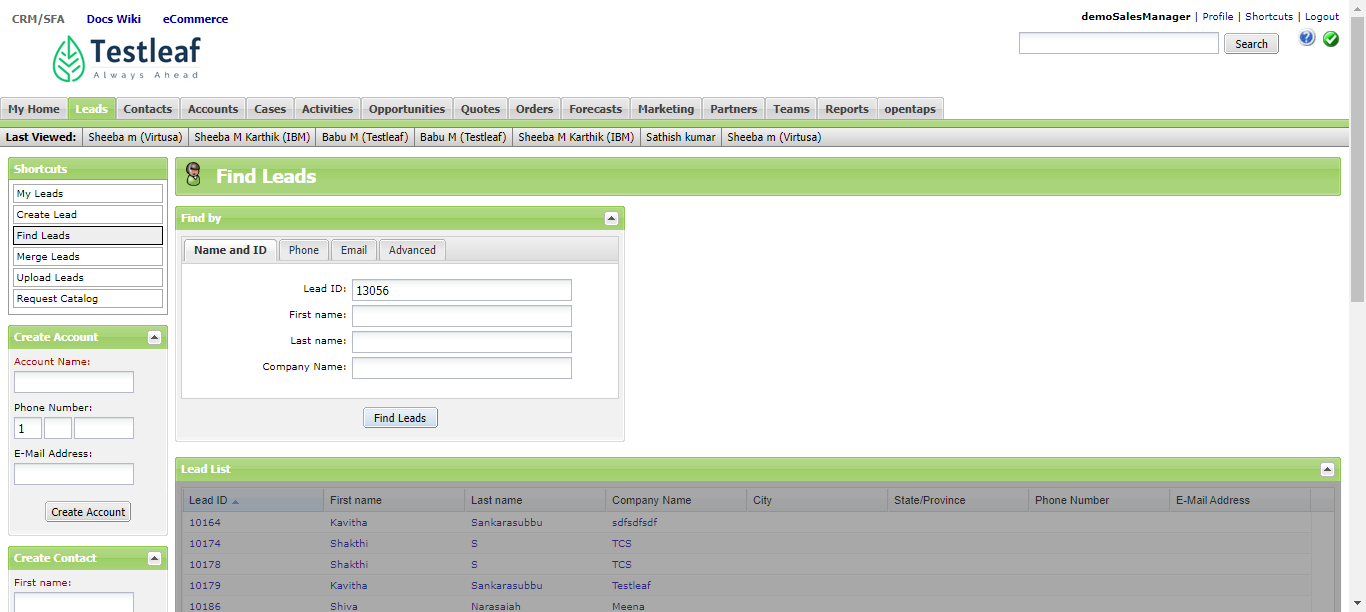 CRM/SFA Docs Wiki eCommerce
demoSalesManager | Profile | Shortcuts | Logout
Testleaf
Always Ahead
Search
My Home Leads Contacts Accounts Cases Activities Opportunities Quotes Orders Forecasts Marketing Partners Teams Reports opentaps
Last Viewed: Sheeba m (Virtusa) Sheeba M Karthik (IBM) Babu M (Testleaf) Babu M (Testleaf) Sheeba M Karthik (IBM) Sathish kumar Sheeba m (Virtusa)
Shortcuts
My Leads
Create Lead
Find Leads
Merge Leads
Upload Leads
Request Catalog
Create Account
Account Name:
Phone Number:
1
E-Mail Address:
Create Account
Create Contact
First name:
Find Leads
Find by
Name and ID Phone Email Advanced
Lead ID: 13056
First name:
Last name:
Company Name:
Find Leads
Lead List
Lead ID First name Last name Company Name City State/Province Phone Number E-Mail Address
10164 Kavitha Sankarasubbu sdfsdfsdf
10174 Shakthi S TCS
10178 Shakthi S TCS
10179 Kavitha Sankarasubbu Testleaf
10186 Shiva Narasaiah Meena